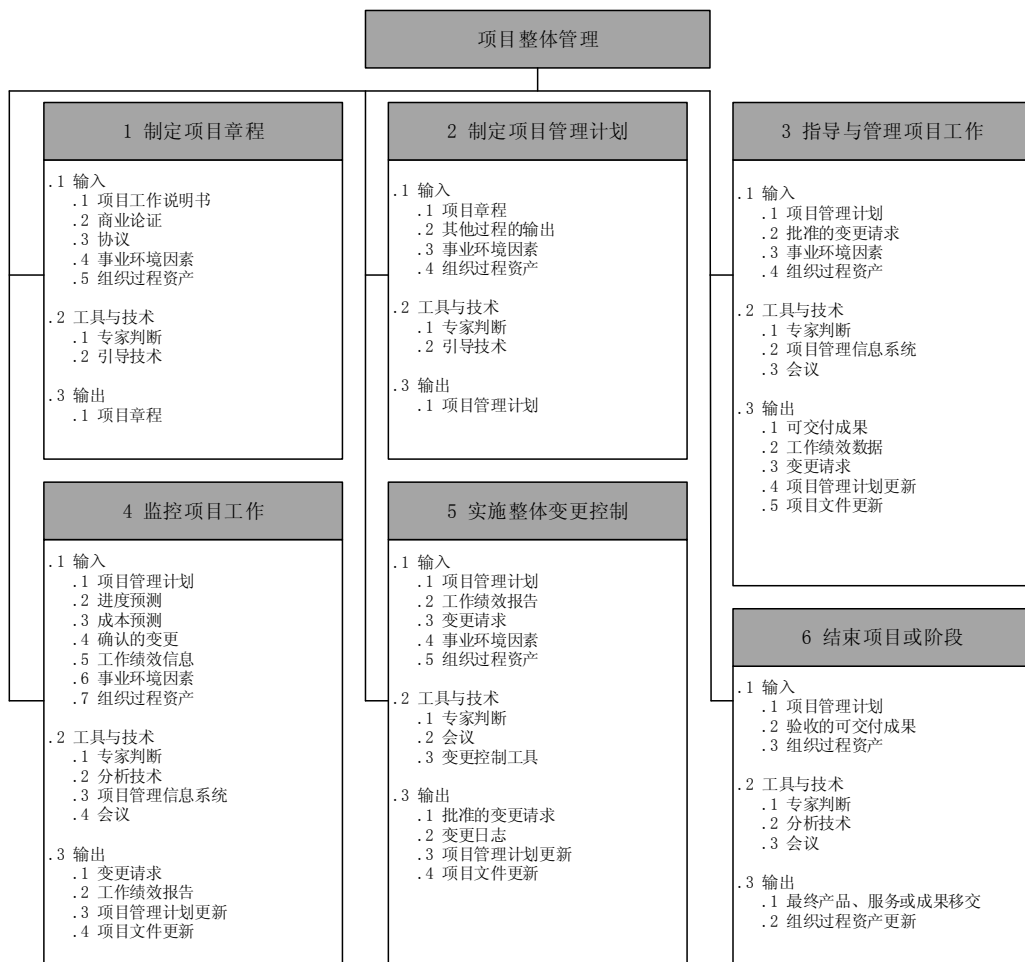 项目整体管理
1 制定项目章程
.1 输入
.1 项目工作说明书
.2 商业论证
.3 协议
.4 事业环境因素
.5 组织过程资产
.2 工具与技术
.1 专家判断
.2 引导技术
.3 输出
.1 项目章程
2 制定项目管理计划
.1 输入
.1 项目章程
.2 其他过程的输出
.3 事业环境因素
.4 组织过程资产
.2 工具与技术
.1 专家判断
.2 引导技术
.3 输出
.1 项目管理计划
3 指导与管理项目工作
.1 输入
.1 项目管理计划
.2 批准的变更请求
.3 事业环境因素
.4 组织过程资产
.2 工具与技术
.1 专家判断
.2 项目管理信息系统
.3 会议
.3 输出
.1 可交付成果
.2 工作绩效数据
.3 变更请求
.4 项目管理计划更新
.5 项目文件更新
4 监控项目工作
.1 输入
.1 项目管理计划
.2 进度预测
.3 成本预测
.4 确认的变更
.5 工作绩效信息
.6 事业环境因素
.7 组织过程资产
.2 工具与技术
.1 专家判断
.2 分析技术
.3 项目管理信息系统
.4 会议
.3 输出
.1 变更请求
.2 工作绩效报告
.3 项目管理计划更新
.4 项目文件更新
5 实施整体变更控制
.1 输入
.1 项目管理计划
.2 工作绩效报告
.3 变更请求
.4 事业环境因素
.5 组织过程资产
.2 工具与技术
.1 专家判断
.2 会议
.3 变更控制工具
.3 输出
.1 批准的变更请求
.2 变更日志
.3 项目管理计划更新
.4 项目文件更新
6 结束项目或阶段
.1 输入
.1 项目管理计划
.2 验收的可交付成果
.3 组织过程资产
.2 工具与技术
.1 专家判断
.2 分析技术
.3 会议
.3 输出
.1 最终产品、服务或成果移交
.2 组织过程资产更新